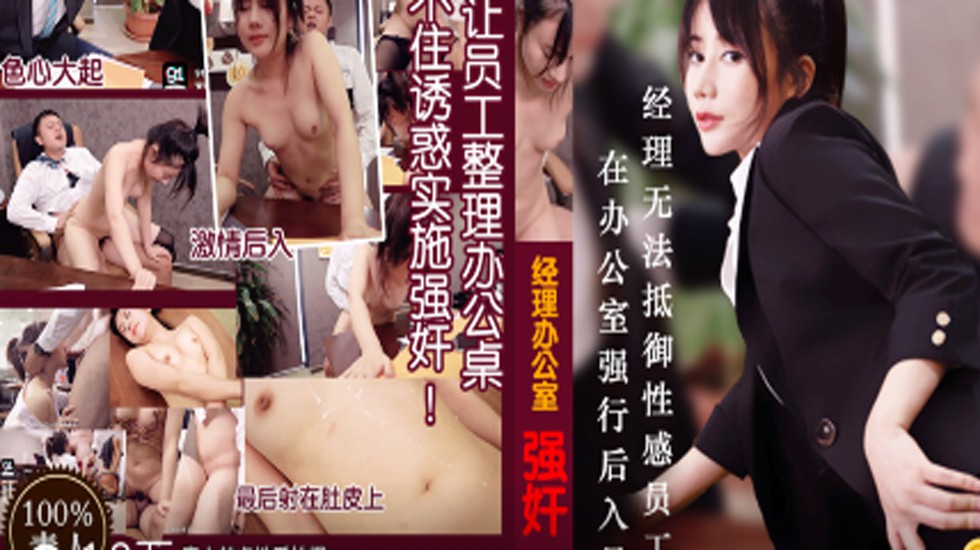 色心大起
激情后入
最后射在肚皮上
100%
让员工整理办公桌
不住诱惑实施强奸！
经理办公室
强奸
经理无法抵御性感员工
在办公室强行后入